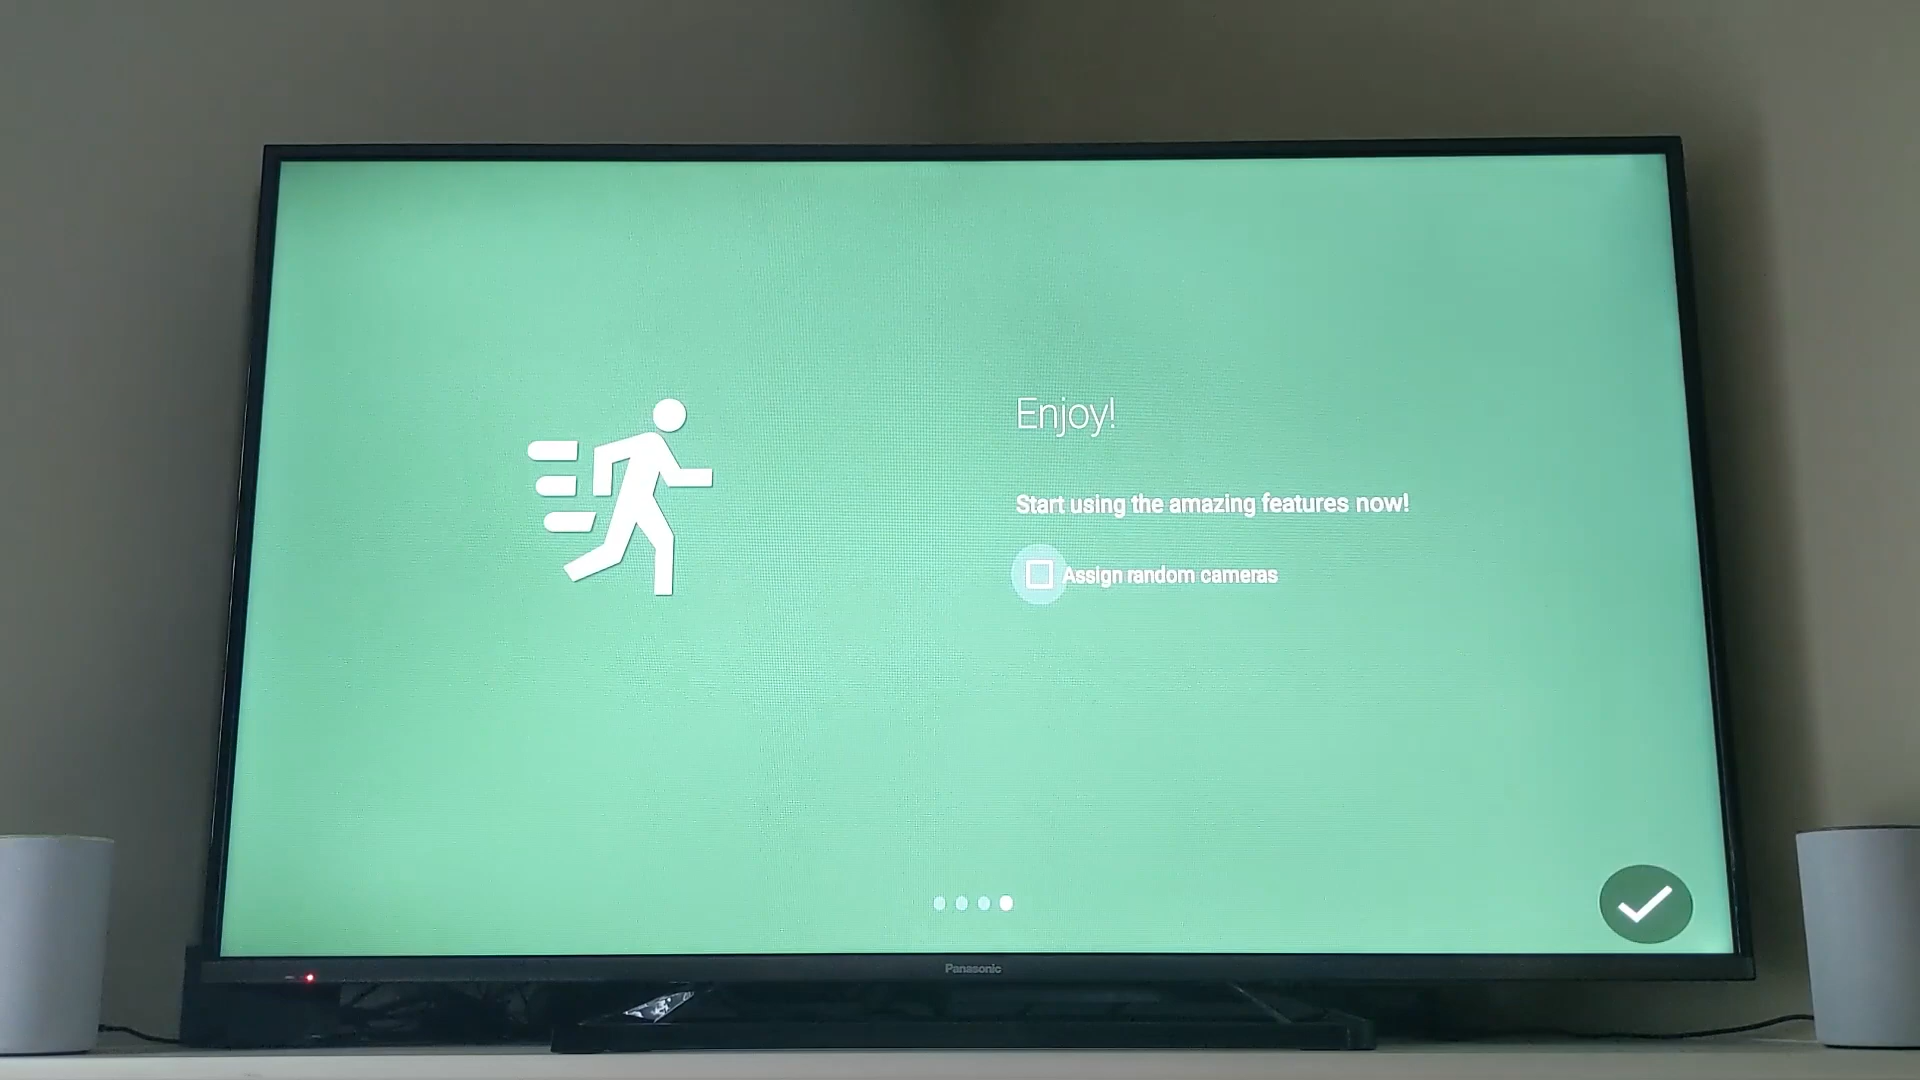 Enjoy!
Start using the amazing features now!
Assign random cameras
Panasonic